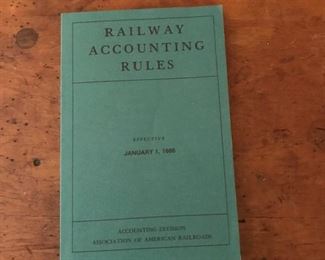 RAILWAY
ACCOUNTING
RULES
EFFECTIVE
JANUARY 1,
ACCOUNTING DIVISION
ASSOCIATION OF AMERICAN RAILROADS